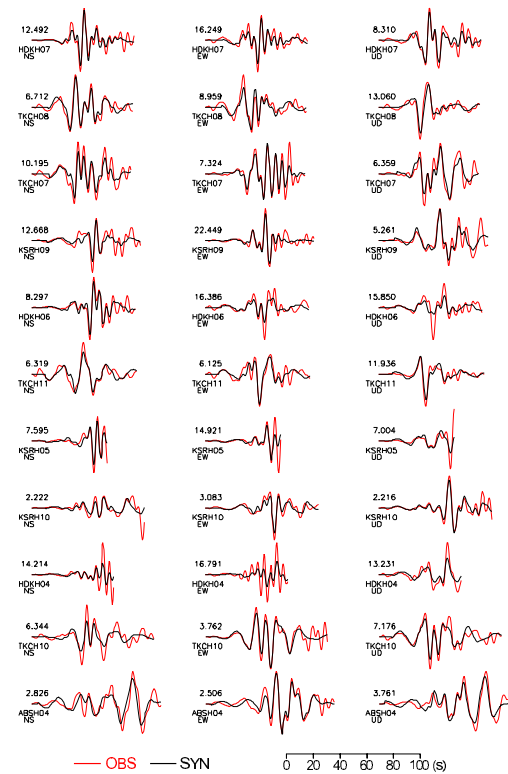 12.492 16.249 8.310
HDKH07 HDKH07 HDKH07
NS EW UD
6.712 8.959 13.060
TKCH08 TKCH08 TKCH08
NS EW UD
10.195 7.324 6.359
TKCH07 TKCH07 TKCH07
NS EW UD
12.668 22.449 5.261
KSRH09 KSRH09 KSRH09
NS EW UD
8.297 16.386 15.850
HDKH06 HDKH06 HDKH06
NS EW UD
6.319 6.125 11.936
TKCH11 TKCH11 TKCH11
NS EW UD
7.595 14.921 7.004
KSRH05 KSRH05 KSRH05
NS EW UD
2.222 3.083 2.216
KSRH10 KSRH10 KSRH10
NS EW UD
14.214 16.791 13.231
HDKH04 HDKH04 HDKH04
NS EW UD
6.344 3.762 7.176
TKCH10 TKCH10 TKCH10
NS EW UD
2.826 2.506 3.761
ABSH04 ABSH04 ABSH04
NS EW UD
OBS SYN
0 20 40 60 80 100 (s)